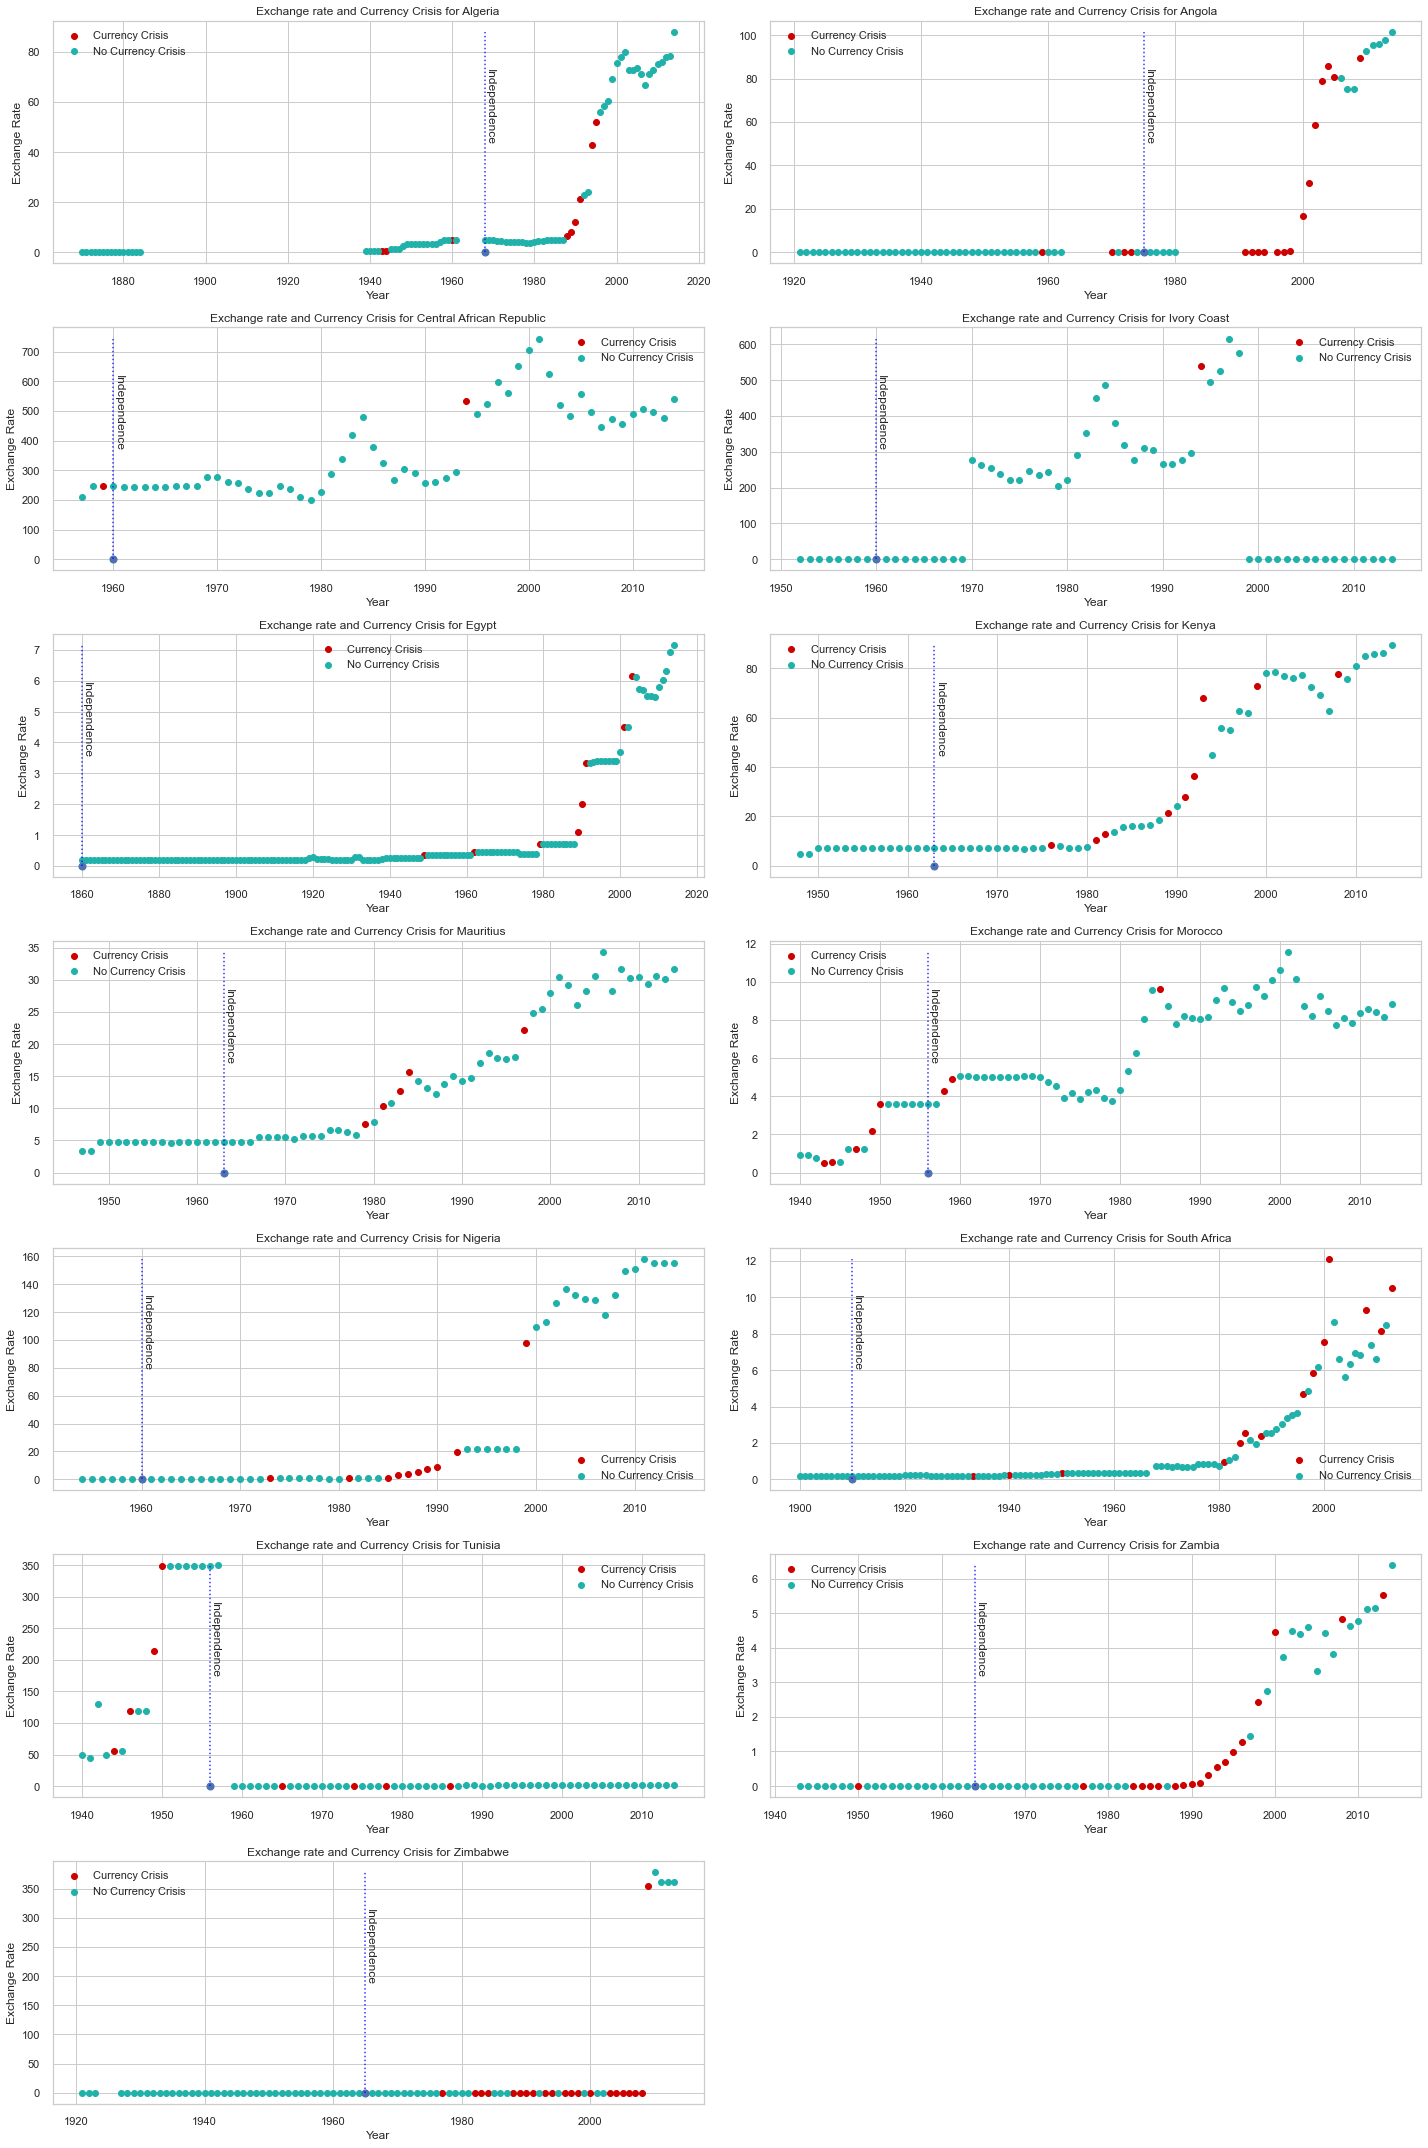 Exchange rate and Currency Crisis for Algeria
Currency Crisis
No Currency Crisis
Independence
Exchange Rate
80
60
40
20
0
1880
1900
1920
1940
1960
1980
2000
2020
Year
Exchange rate and Currency Crisis for Angola
Currency Crisis
No Currency Crisis
Independence
Exchange Rate
100
80
60
40
20
0
1920
1940
1960
1980
2000
Year
Exchange rate and Currency Crisis for Central African Republic
Currency Crisis
No Currency Crisis
Independence
Exchange Rate
700
600
500
400
300
200
100
0
1960
1970
1980
1990
2000
2010
Year
Exchange rate and Currency Crisis for Ivory Coast
Currency Crisis
No Currency Crisis
Independence
Exchange Rate
600
500
400
300
200
100
0
1950
1960
1970
1980
1990
2000
2010
Year
Exchange rate and Currency Crisis for Egypt
Currency Crisis
No Currency Crisis
Independence
Exchange Rate
7
6
5
4
3
2
1
0
1860
1880
1900
1920
1940
1960
1980
2000
2020
Year
Exchange rate and Currency Crisis for Kenya
Currency Crisis
No Currency Crisis
Independence
Exchange Rate
80
60
40
20
0
1950
1960
1970
1980
1990
2000
2010
Year
Exchange rate and Currency Crisis for Mauritius
Currency Crisis
No Currency Crisis
Independence
Exchange Rate
35
30
25
20
15
10
5
0
1950
1960
1970
1980
1990
2000
2010
Year
Exchange rate and Currency Crisis for Morocco
Currency Crisis
No Currency Crisis
Independence
Exchange Rate
12
10
8
6
4
2
0
1940
1950
1960
1970
1980
1990
2000
2010
Year
Exchange rate and Currency Crisis for Nigeria
Independence
Currency Crisis
No Currency Crisis
Exchange Rate
160
140
120
100
80
60
40
20
0
1960
1970
1980
1990
2000
2010
Year
Exchange rate and Currency Crisis for South Africa
Independence
Currency Crisis
No Currency Crisis
Exchange Rate
12
10
8
6
4
2
0
1900
1920
1940
1960
1980
2000
Year
Exchange rate and Currency Crisis for Tunisia
Currency Crisis
No Currency Crisis
Independence
Exchange Rate
350
300
250
200
150
100
50
0
1940
1950
1960
1970
1980
1990
2000
2010
Year
Exchange rate and Currency Crisis for Zambia
Currency Crisis
No Currency Crisis
Independence
Exchange Rate
6
5
4
3
2
1
0
1940
1950
1960
1970
1980
1990
2000
2010
Year
Exchange rate and Currency Crisis for Zimbabwe
Currency Crisis
No Currency Crisis
Independence
Exchange Rate
350
300
250
200
150
100
50
0
1920
1940
1960
1980
2000
Year